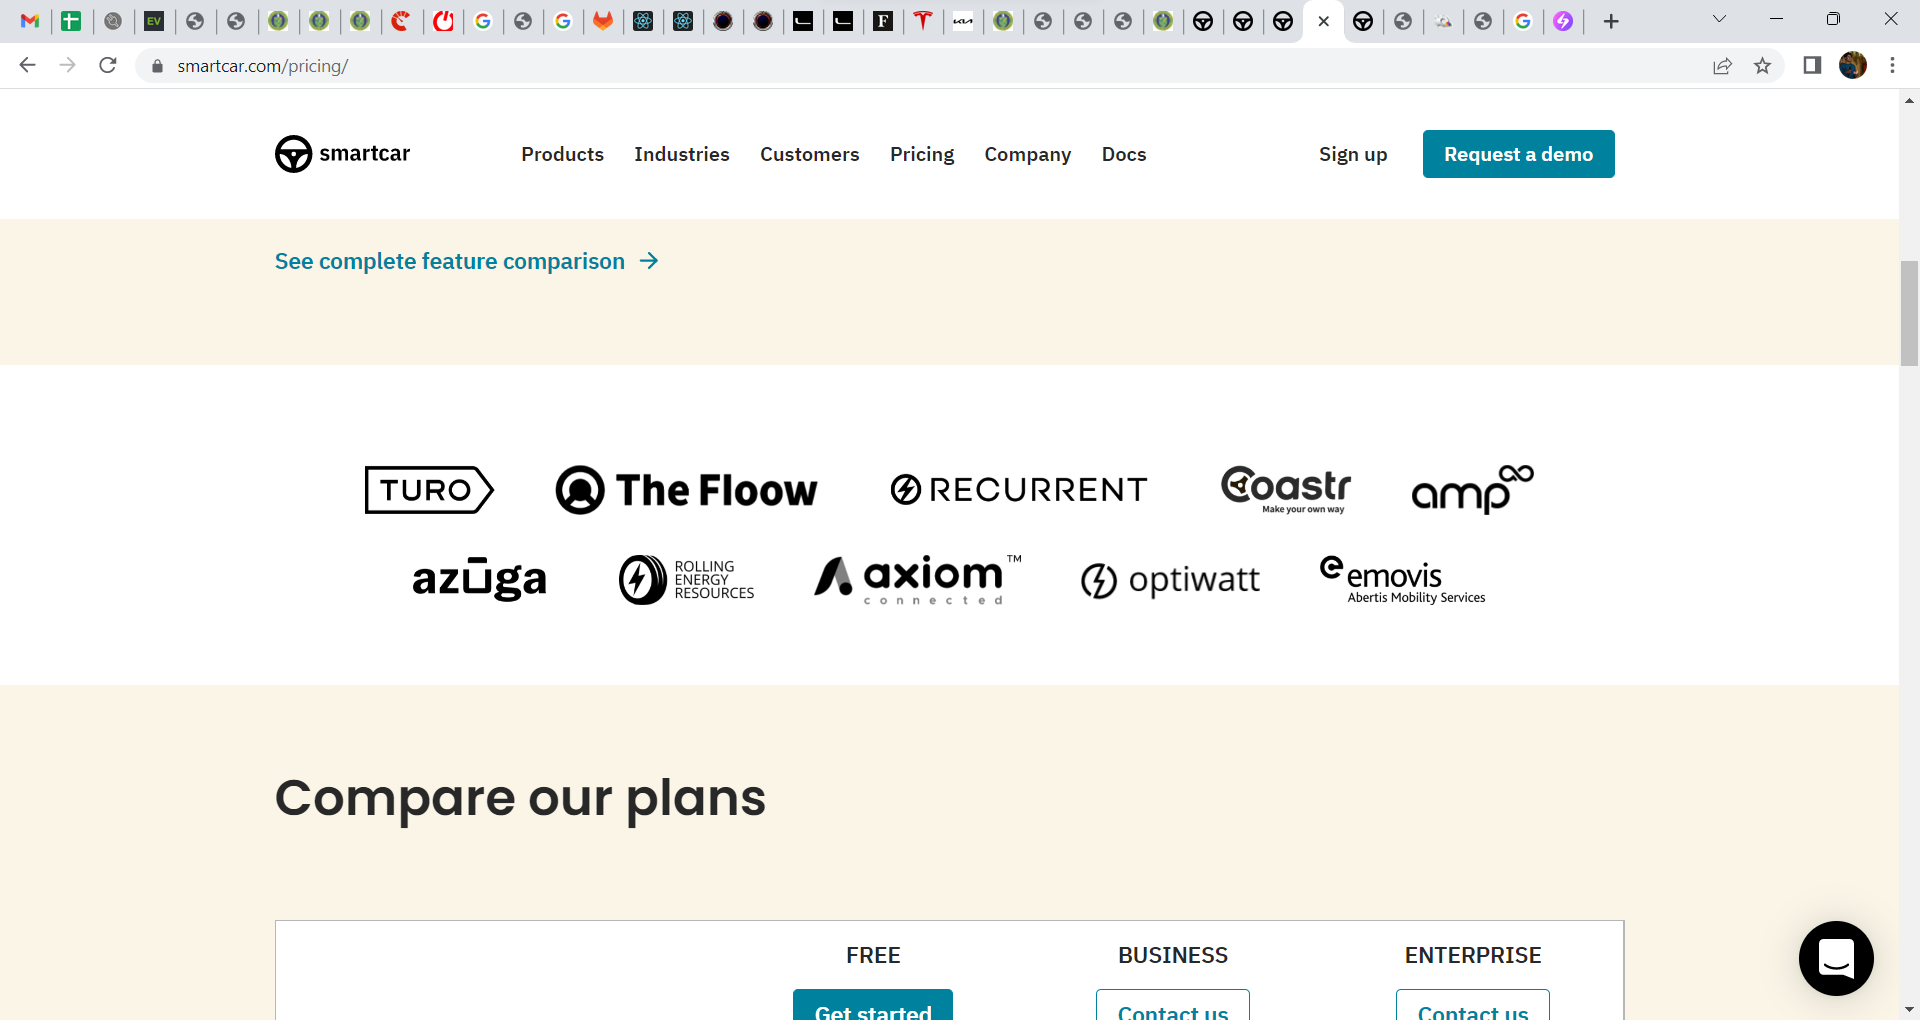 EV
F
smartcar.com/pricing/
smartcar
Products Industries Customers Pricing Company Docs
Sign up
Request a demo
See complete feature comparison →
TURO
The Floow
RECURRENT
Coastr
Make your own way
amp
azuga
ROLLING
ENERGY
RESOURCES
axiom™
connected
optiwatt
emovis
Abertis Mobility Services
Compare our plans
FREE BUSINESS ENTERPRISE
Get started Contact us Contact us